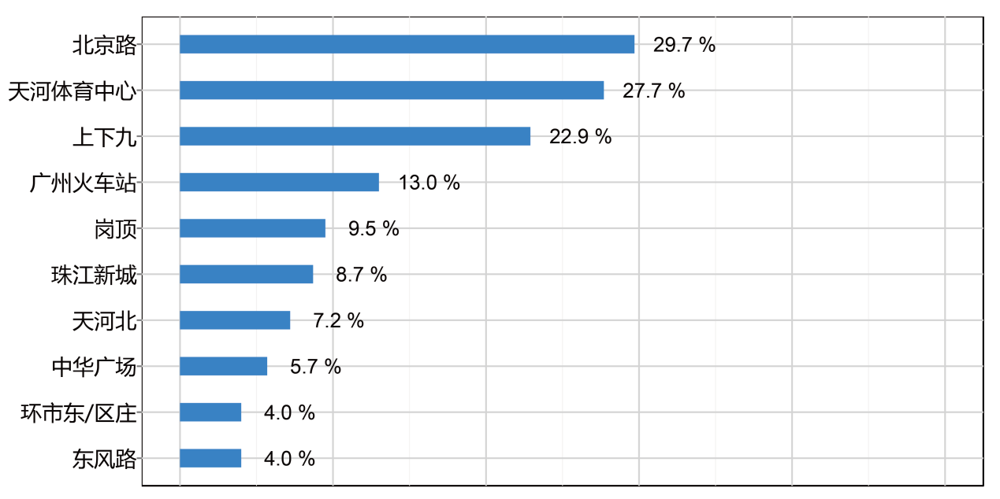 北京路 29.7 %
天河体育中心 27.7 %
上下九 22.9 %
广州火车站 13.0 %
岗顶 9.5 %
珠江新城 8.7 %
天河北 7.2 %
中华广场 5.7 %
环市东/区庄 4.0 %
东风路 4.0 %